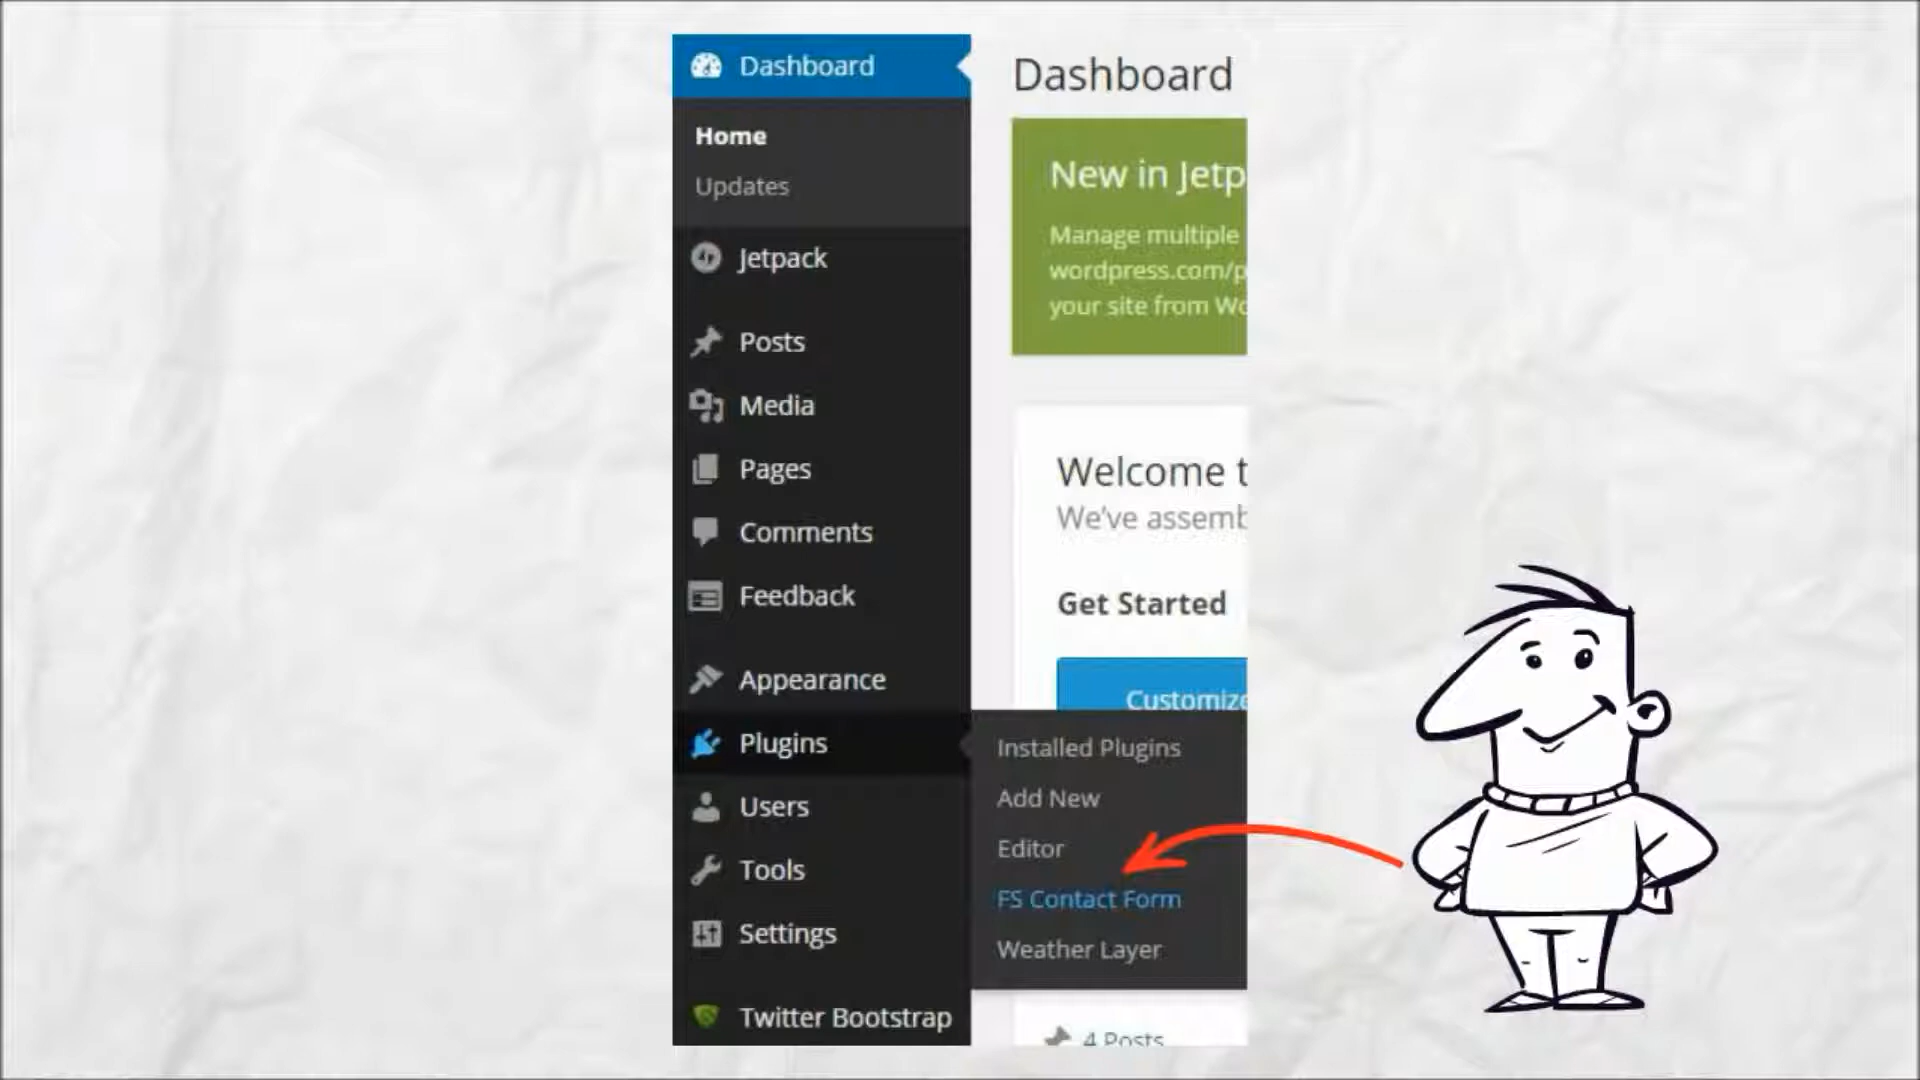 Dashboard
Home
Updates
Jetpack
Posts
Media
Pages
Comments
Feedback
Appearance
Plugins
Users
Tools
Settings
Twitter Bootstrap
Dashboard
New in Jetp
Manage multiple
wordpress.com/p
your site from Wo
Welcome t
We've assemb
Get Started
Customize
Installed Plugins
Add New
Editor
FS Contact Form
Weather Layer
4 Posts